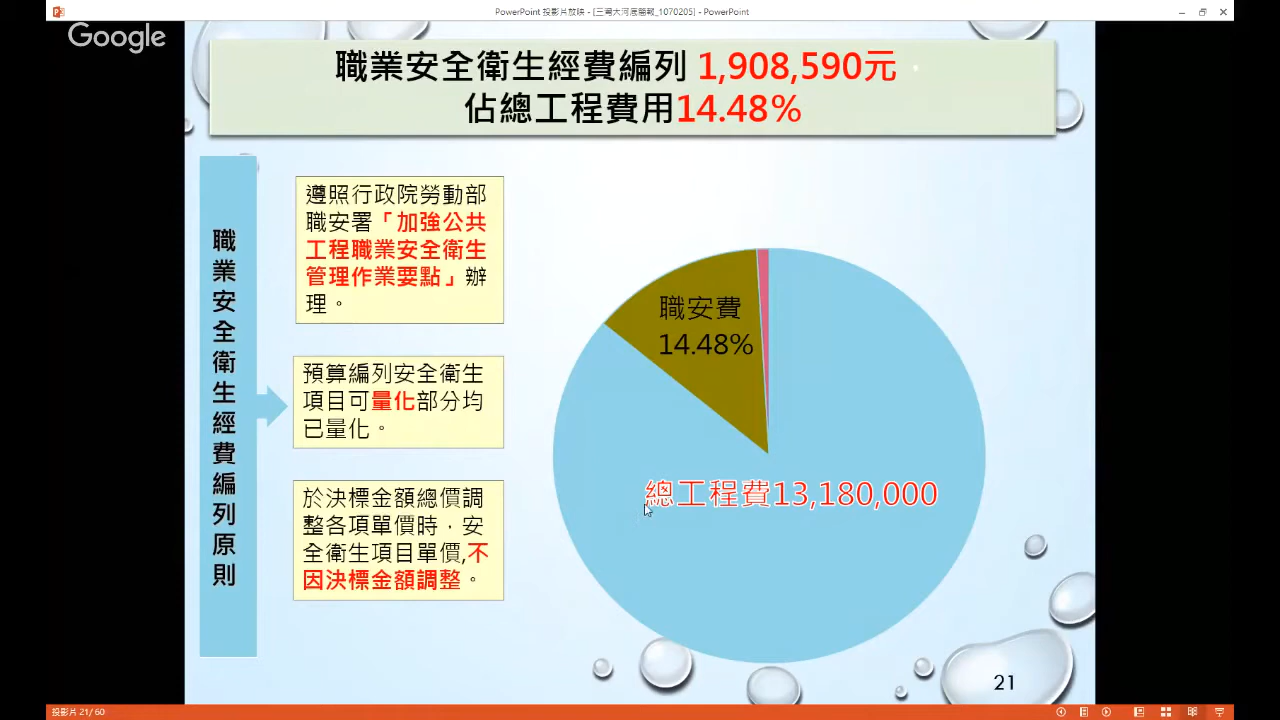 PowerPoint 投影片放映 - [三灣大河底簡報_1070205] - PowerPoint
Google
職業安全衛生經費編列 1,908,590元
佔總工程費用14.48%
職業安全衛生經費編列原則
遵照行政院勞動部
職安署「加強公共
工程職業安全衛生
管理作業要點」辦
理。
預算編列安全衛生
項目可量化部分均
已量化。
於決標金額總價調
整各項單價時，安
全衛生項目單價,不
因決標金額調整。
職安費
14.48%
總工程費13,180,000
21
投影片 21/60